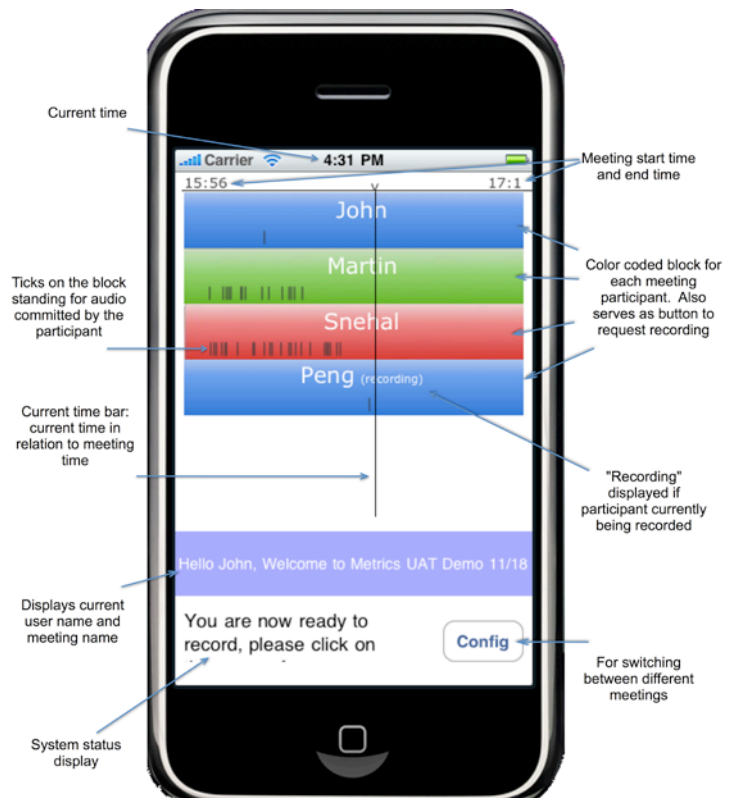 Current time
Carrier
4:31 PM
Meeting start time
and end time
15:56
17:1
John
Martin
Snehal
Peng (recording)
Color coded block for
each meeting
participant. Also
serves as button to
request recording
Ticks on the block
standing for audio
committed by the
participant
Current time bar:
current time in
relation to meeting
time
"Recording"
displayed if
participant currently
being recorded
Hello John, Welcome to Metrics UAT Demo 11/18
Displays current
user name and
meeting name
You are now ready to
record, please click on
Config
For switching
between different
meetings
System status
display